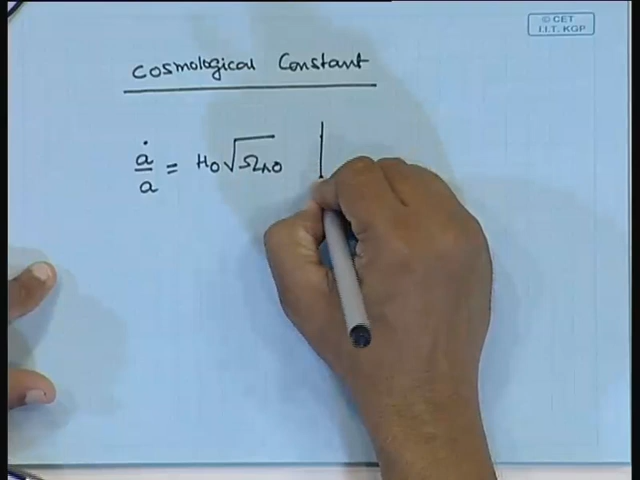 © CET
I.I.T. KGP
Cosmological Constant
ȧ/a = H₀√Ω_Λ0